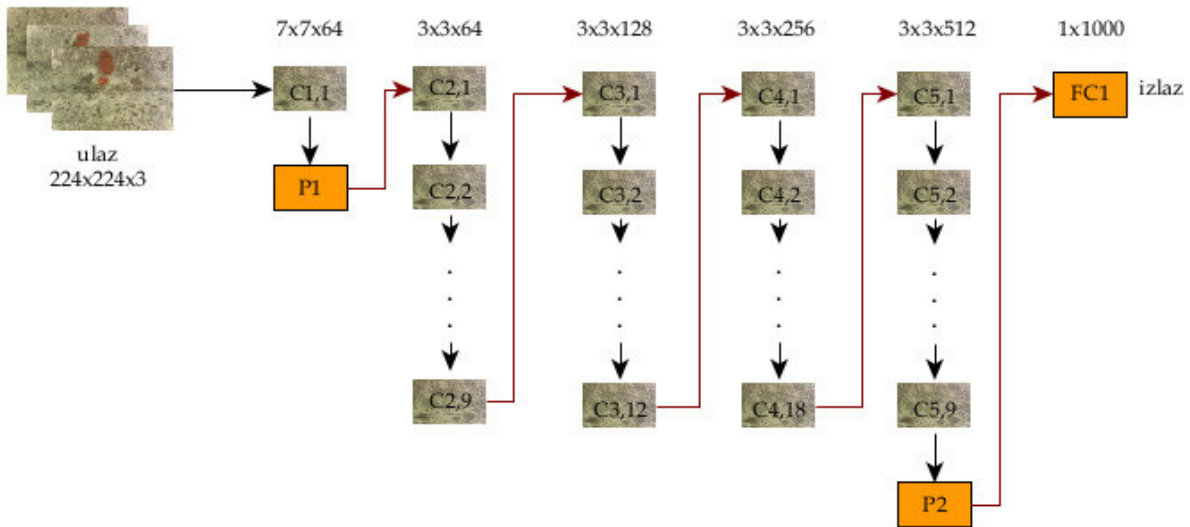 7x7x64
3x3x64
3x3x128
3x3x256
3x3x512
1x1000
ulaz
224x224x3
C1,1
P1
C2,1
C2,2
C2,9
C3,1
C3,2
C3,12
C4,1
C4,2
C4,18
C5,1
C5,2
C5,9
P2
FC1
izlaz